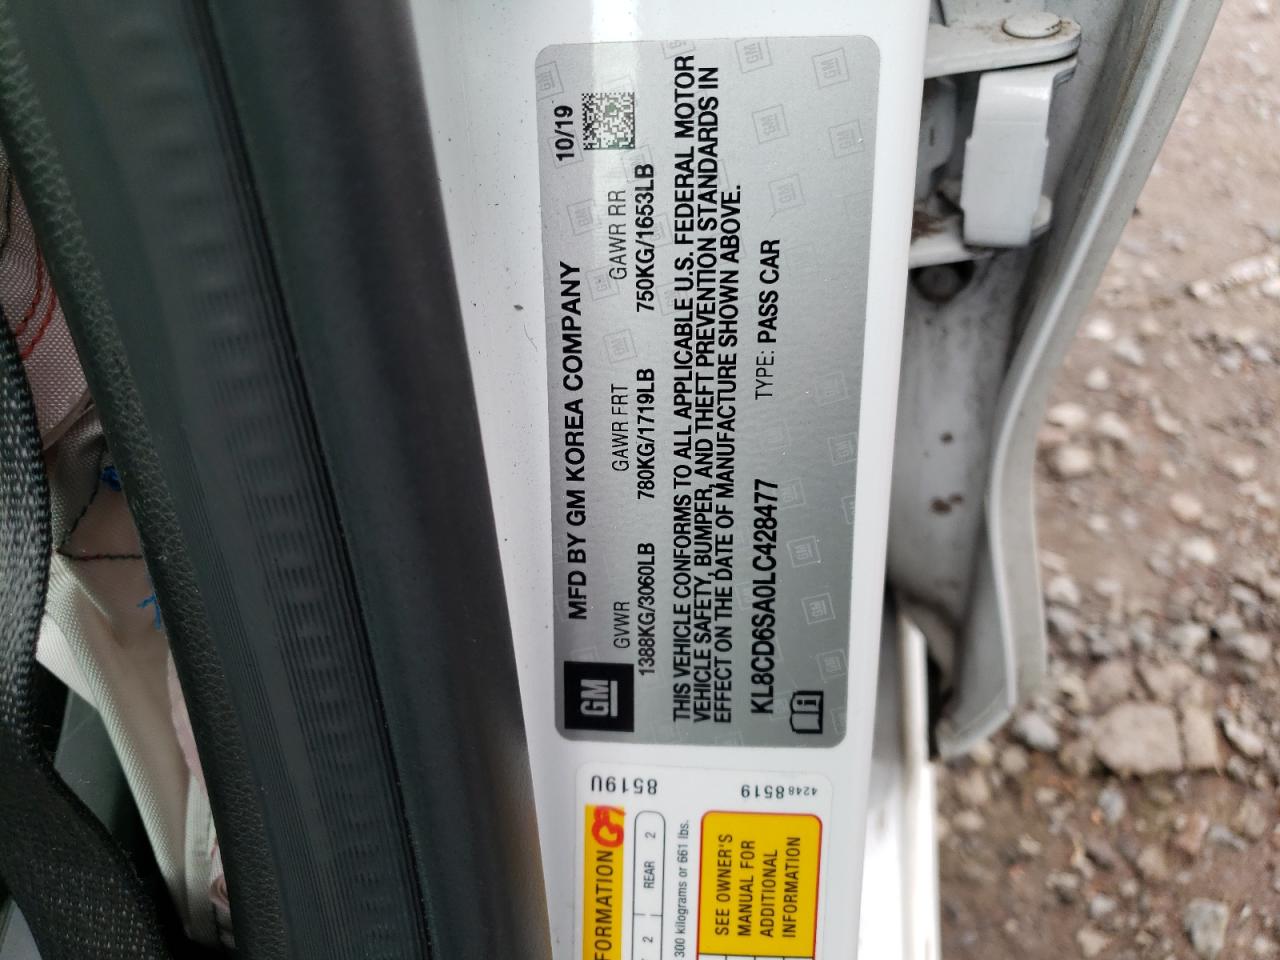 MFD BY GM KOREA COMPANY 10/19
GVWR GAWR FRT GAWR RR
1388KG/3060LB 780KG/1719LB 750KG/1653LB
THIS VEHICLE CONFORMS TO ALL APPLICABLE U.S. FEDERAL MOTOR
VEHICLE SAFETY, BUMPER, AND THEFT PREVENTION STANDARDS IN
EFFECT ON THE DATE OF MANUFACTURE SHOWN ABOVE.
KL8CD6SA0LC428477 TYPE: PASS CAR
GM
8519U
4248 8519
2 REAR 2
300 kilograms or 661 lbs.
SEE OWNER'S
MANUAL FOR
ADDITIONAL
INFORMATION